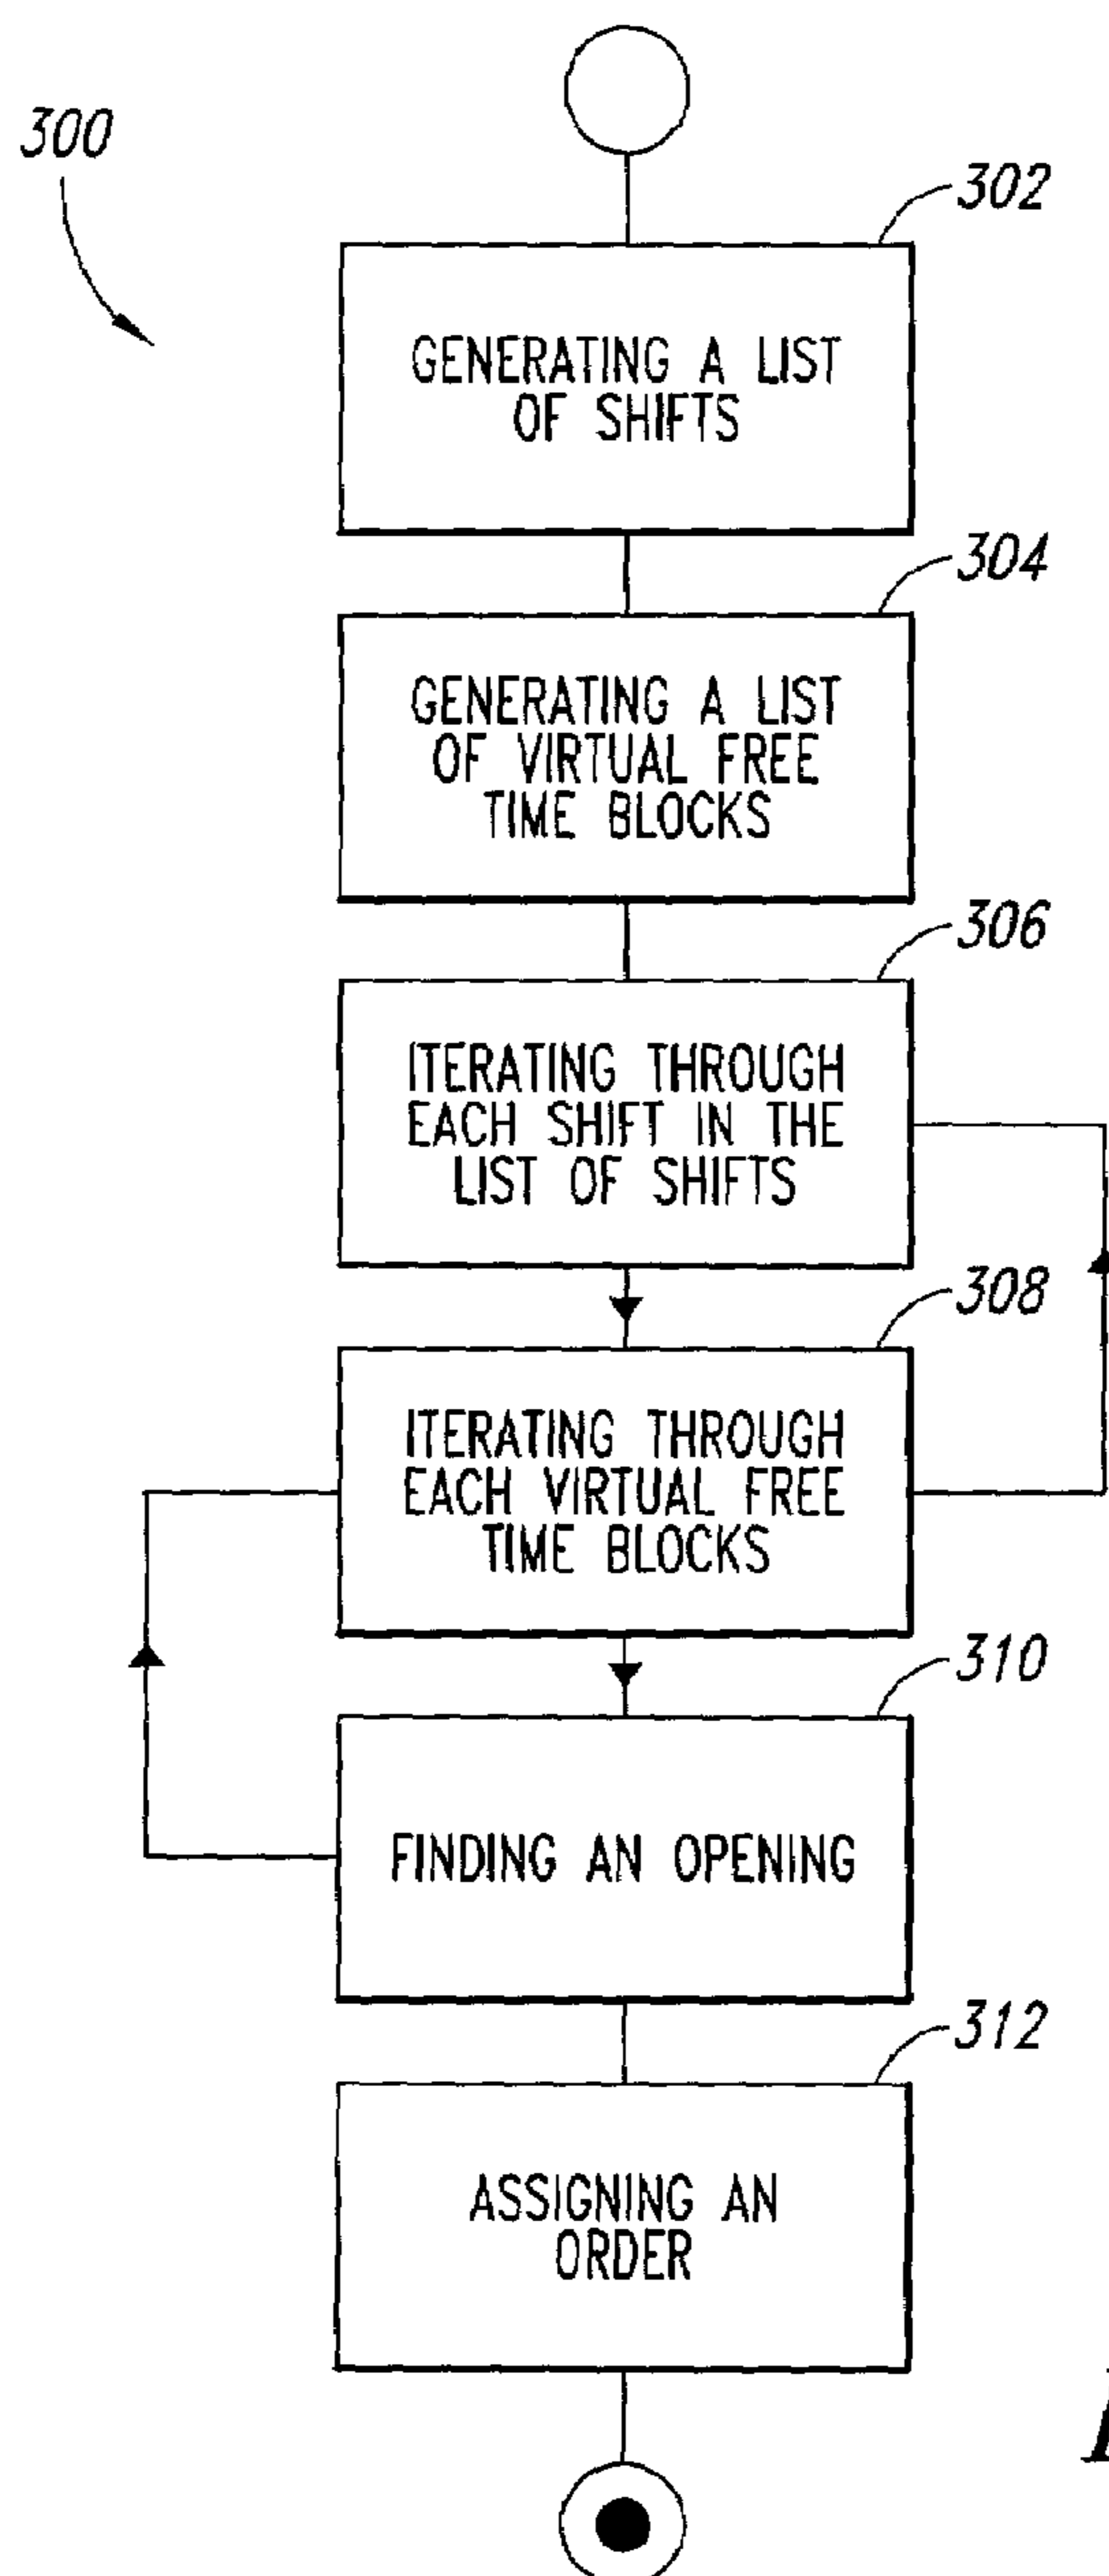 300
302
GENERATING A LIST
OF SHIFTS
304
GENERATING A LIST
OF VIRTUAL FREE
TIME BLOCKS
306
ITERATING THROUGH
EACH SHIFT IN THE
LIST OF SHIFTS
308
ITERATING THROUGH
EACH VIRTUAL FREE
TIME BLOCKS
310
FINDING AN OPENING
312
ASSIGNING AN
ORDER